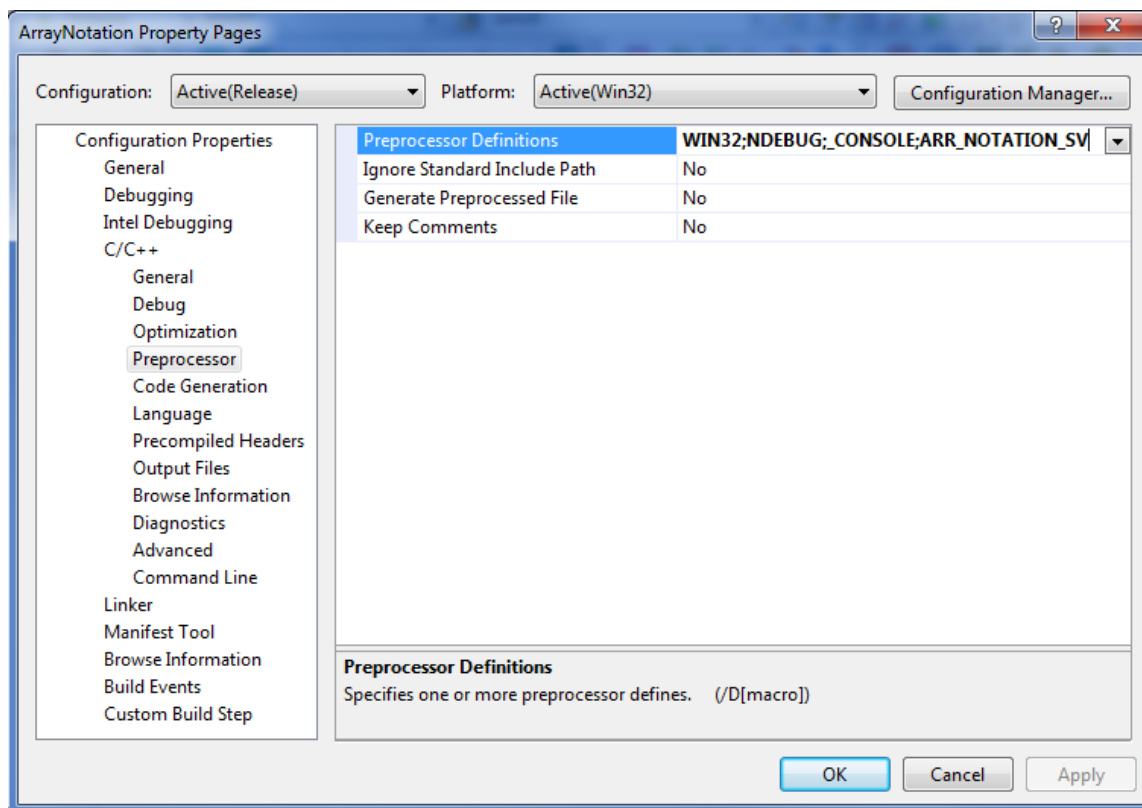 ArrayNotation Property Pages
?
X
Configuration: Active(Release) Platform: Active(Win32) Configuration Manager...
Configuration Properties
General
Debugging
Intel Debugging
C/C++
General
Debug
Optimization
Preprocessor
Code Generation
Language
Precompiled Headers
Output Files
Browse Information
Diagnostics
Advanced
Command Line
Linker
Manifest Tool
Browse Information
Build Events
Custom Build Step
Preprocessor Definitions WIN32;NDEBUG;_CONSOLE;ARR_NOTATION_SV
Ignore Standard Include Path No
Generate Preprocessed File No
Keep Comments No
Preprocessor Definitions
Specifies one or more preprocessor defines. (/D[macro])
OK Cancel Apply